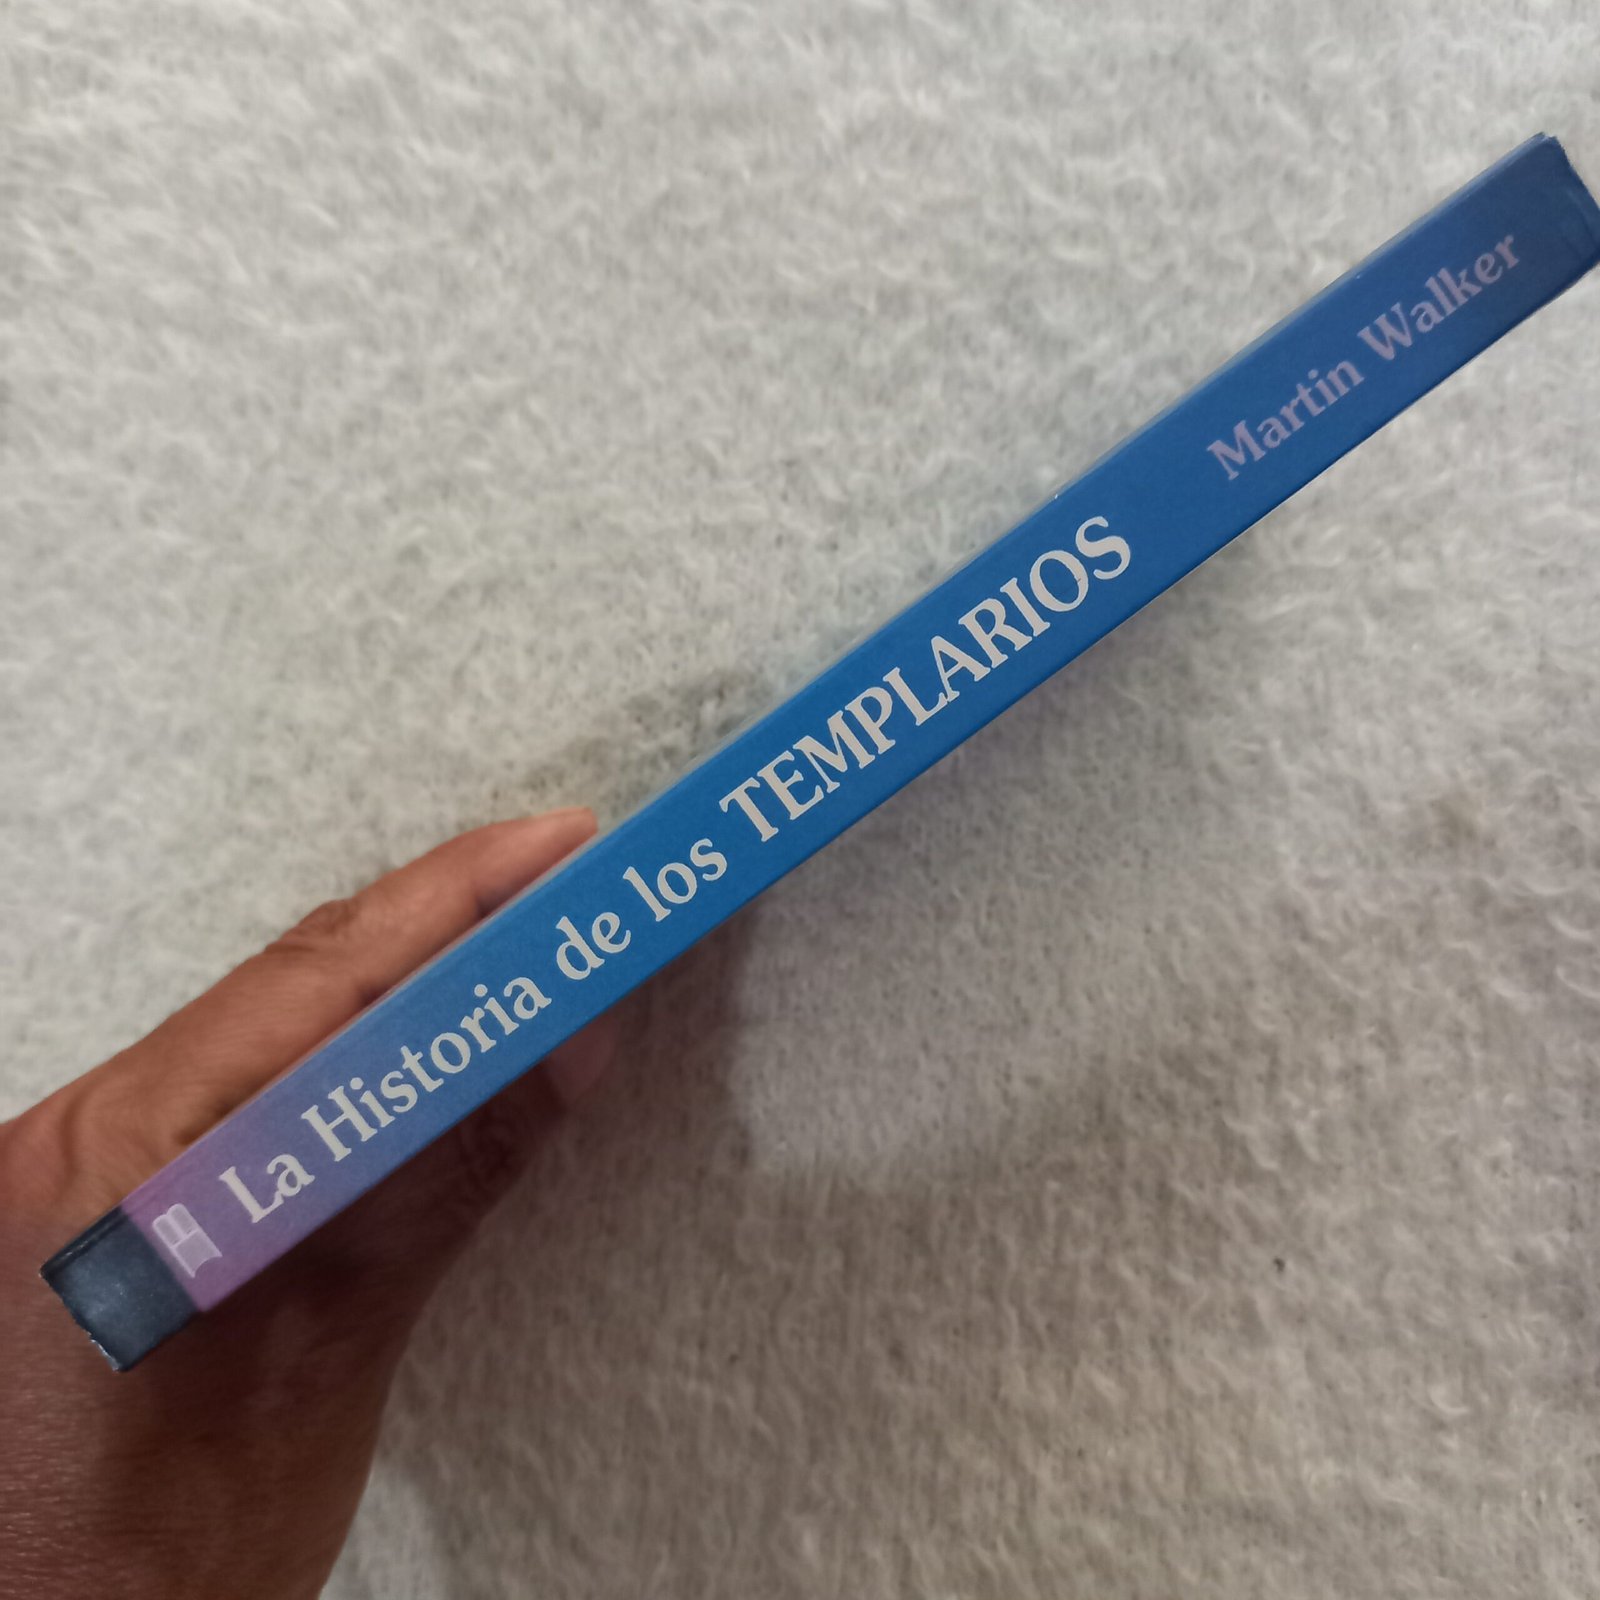 La Historia de los TEMPLARIOS
Martin Walker